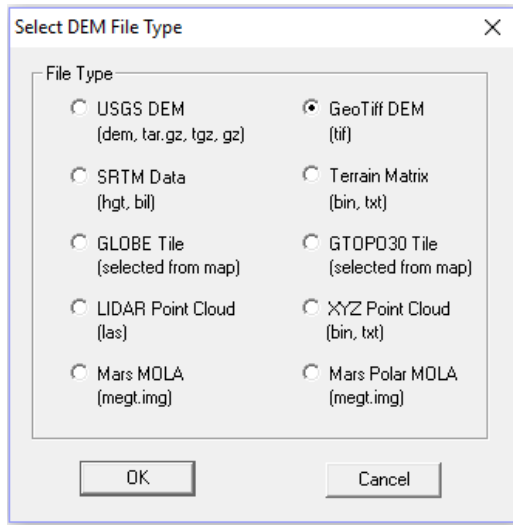 Select DEM File Type
File Type
USGS DEM
(dem, tar.gz, tgz, gz)
GeoTiff DEM
(tif)
SRTM Data
(hgt, bil)
Terrain Matrix
(bin, txt)
GLOBE Tile
(selected from map)
GTOPO30 Tile
(selected from map)
LIDAR Point Cloud
(las)
XYZ Point Cloud
(bin, txt)
Mars MOLA
(megt.img)
Mars Polar MOLA
(megt.img)
OK
Cancel